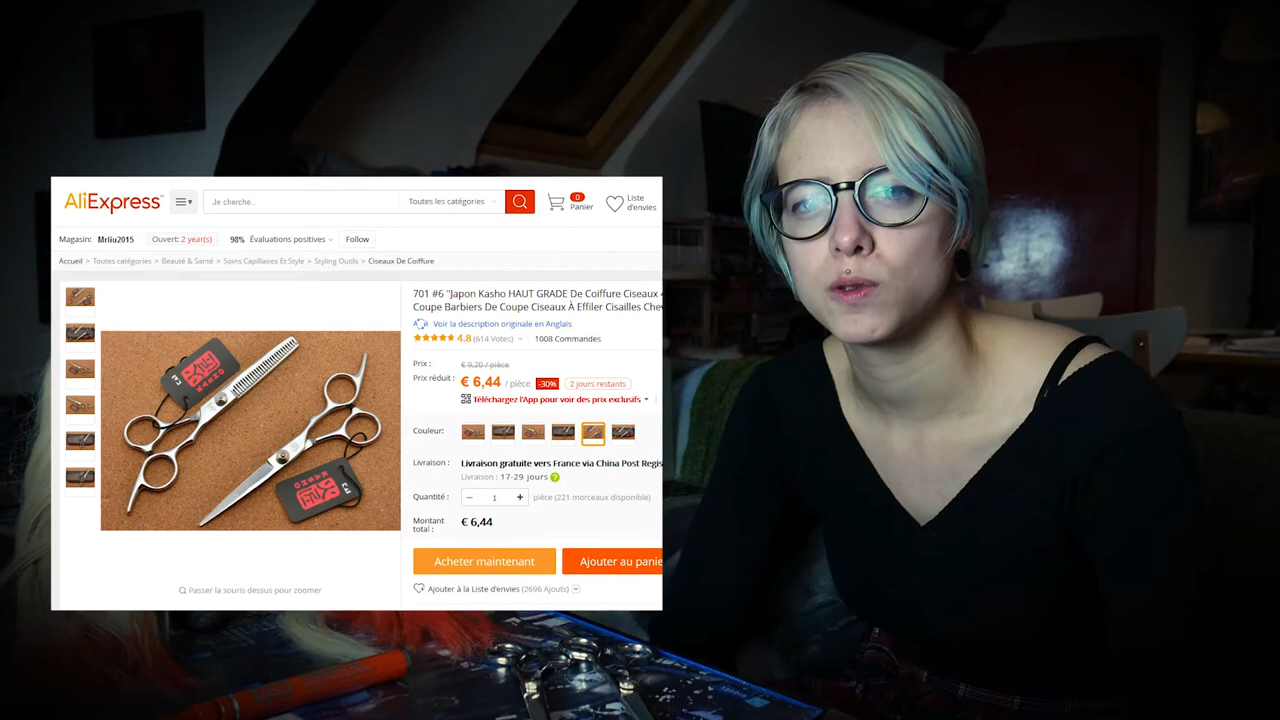 AliExpress™
Je cherche..
Toutes les catégories
0
Panier
Liste
d'envies
Magasin: Mrliu2015
Ouvert: 2 year(s)
98% Évaluations positives
Follow
Accueil > Toutes catégories > Beauté & Santé > Soins Capillaires Et Style > Styling Outils > Ciseaux De Coiffure
701 #6 "Japon Kasho HAUT GRADE De Coiffure Ciseaux
Coupe Barbiers De Coupe Ciseaux À Effiler Cisailles
Voir la description originale en Anglais
4.8 (614 Votes) 1008 Commandes
Prix : € 9,20 / pièce
Prix réduit : € 6,44 / pièce -30% 2 jours restants
Téléchargez l'App pour voir des prix exclusifs
Couleur:
Livraison : Livraison gratuite vers France via China Post
Livraison : 17-29 jours ?
Quantité : − 1 + pièce (221 morceaux disponible)
Montant
total : € 6,44
Acheter maintenant
Ajouter au
Ajouter à la Liste d'envies (2696 Ajouts)
Passer la souris dessus pour zoomer
KASHO
KASHO